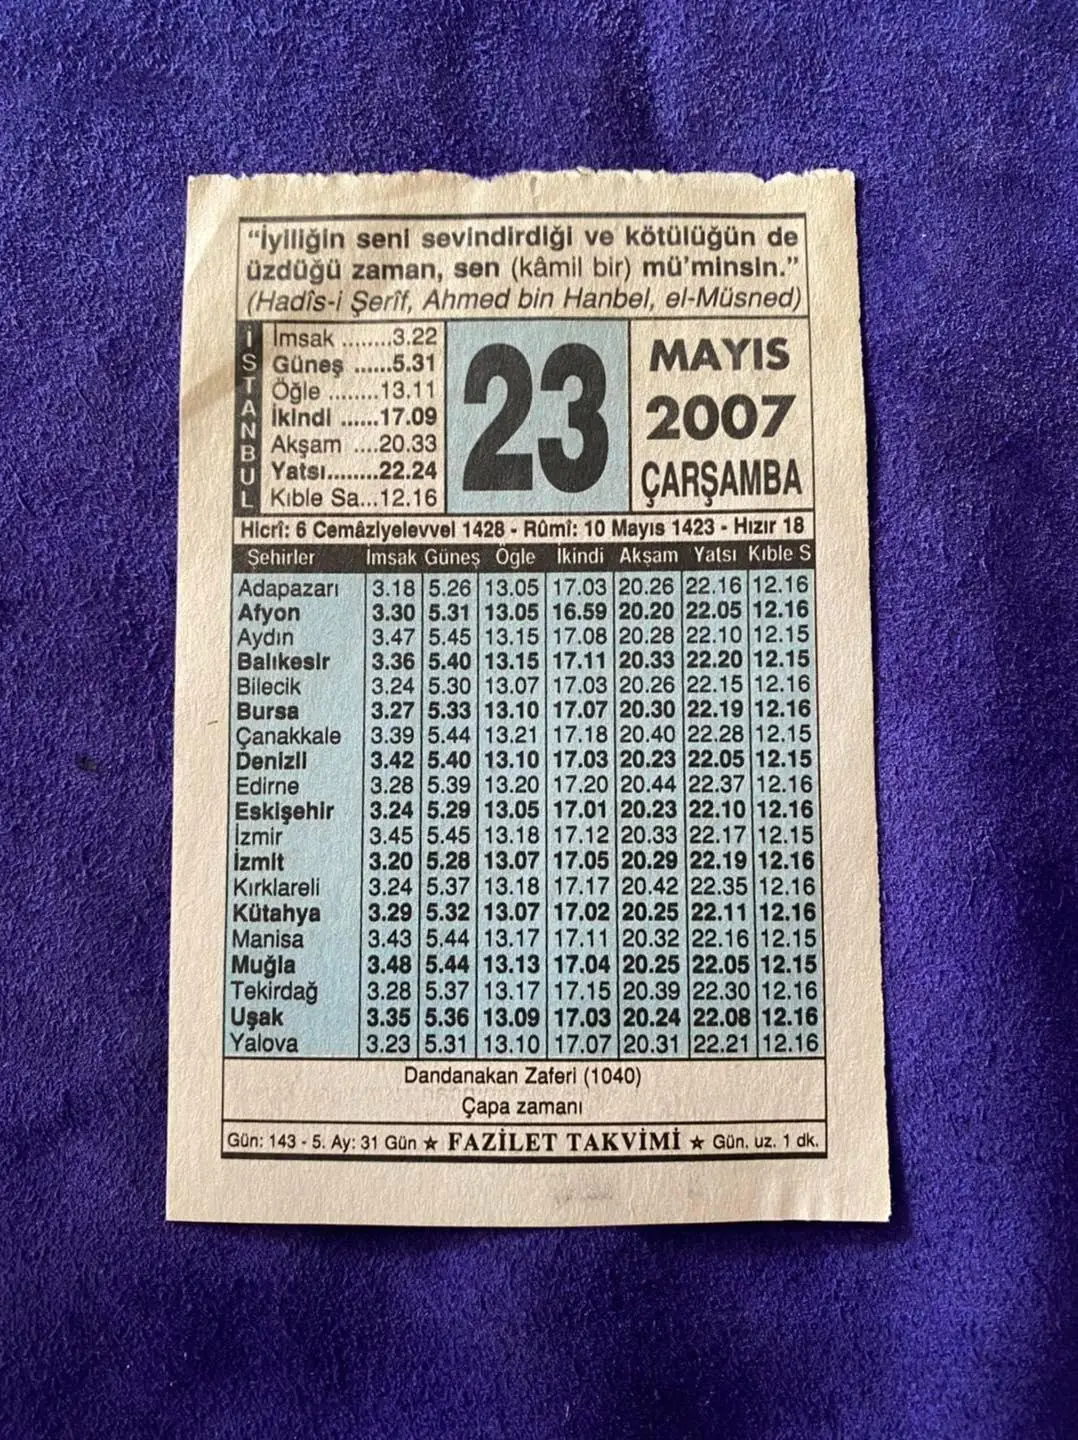 “İyiliğin seni sevindirdiği ve kötülüğün de
üzdüğü zaman, sen (kâmil bir) mü’minsin.”
(Hadîs-i Şerîf, Ahmed bin Hanbel, el-Müsned)
İSTANBUL
İmsak ........3.22
Güneş ......5.31
Öğle ........13.11
İkindi ......17.09
Akşam ....20.33
Yatsı........22.24
Kıble Sa...12.16
23
MAYIS
2007
ÇARŞAMBA
Hicrî: 6 Cemâziyelevvel 1428 - Rûmî: 10 Mayıs 1423 - Hızır 18
Şehirler İmsak Güneş Öğle İkindi Akşam Yatsı Kıble S
Adapazarı 3.18 5.26 13.05 17.03 20.26 22.16 12.16
Afyon 3.30 5.31 13.05 16.59 20.20 22.05 12.16
Aydın 3.47 5.45 13.15 17.08 20.28 22.10 12.15
Balıkesir 3.36 5.40 13.15 17.11 20.33 22.20 12.15
Bilecik 3.24 5.30 13.07 17.03 20.26 22.15 12.16
Bursa 3.27 5.33 13.10 17.07 20.30 22.19 12.16
Çanakkale 3.39 5.44 13.21 17.18 20.40 22.28 12.15
Denizli 3.42 5.40 13.10 17.03 20.23 22.05 12.15
Edirne 3.28 5.39 13.20 17.20 20.44 22.37 12.16
Eskişehir 3.24 5.29 13.05 17.01 20.23 22.10 12.16
İzmir 3.45 5.45 13.18 17.12 20.33 22.17 12.15
İzmit 3.20 5.28 13.07 17.05 20.29 22.19 12.16
Kırklareli 3.24 5.37 13.18 17.17 20.42 22.35 12.16
Kütahya 3.29 5.32 13.07 17.02 20.25 22.11 12.16
Manisa 3.43 5.44 13.17 17.11 20.32 22.16 12.15
Muğla 3.48 5.44 13.13 17.04 20.25 22.05 12.15
Tekirdağ 3.28 5.37 13.17 17.15 20.39 22.30 12.16
Uşak 3.35 5.36 13.09 17.03 20.24 22.08 12.16
Yalova 3.23 5.31 13.10 17.07 20.31 22.21 12.16
Dandanakan Zaferi (1040)
Çapa zamanı
Gün: 143 - 5. Ay: 31 Gün ★ FAZİLET TAKVİMİ ★ Gün. uz. 1 dk.